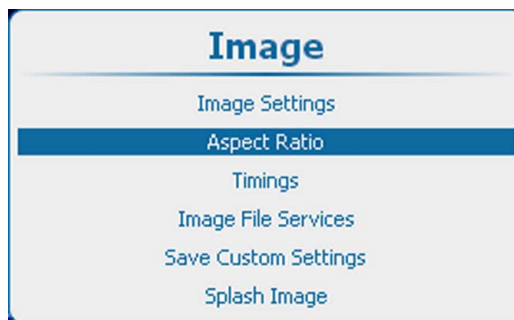 Image
Image Settings
Aspect Ratio
Timings
Image File Services
Save Custom Settings
Splash Image